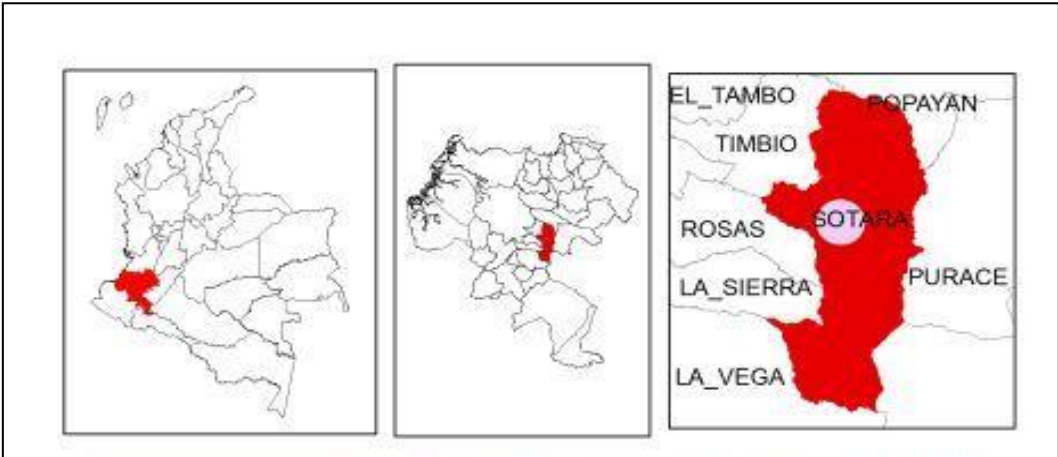 EL_TAMBO
POPAYAN
TIMBIO
SOTARA
ROSAS
PURACE
LA_SIERRA
LA_VEGA